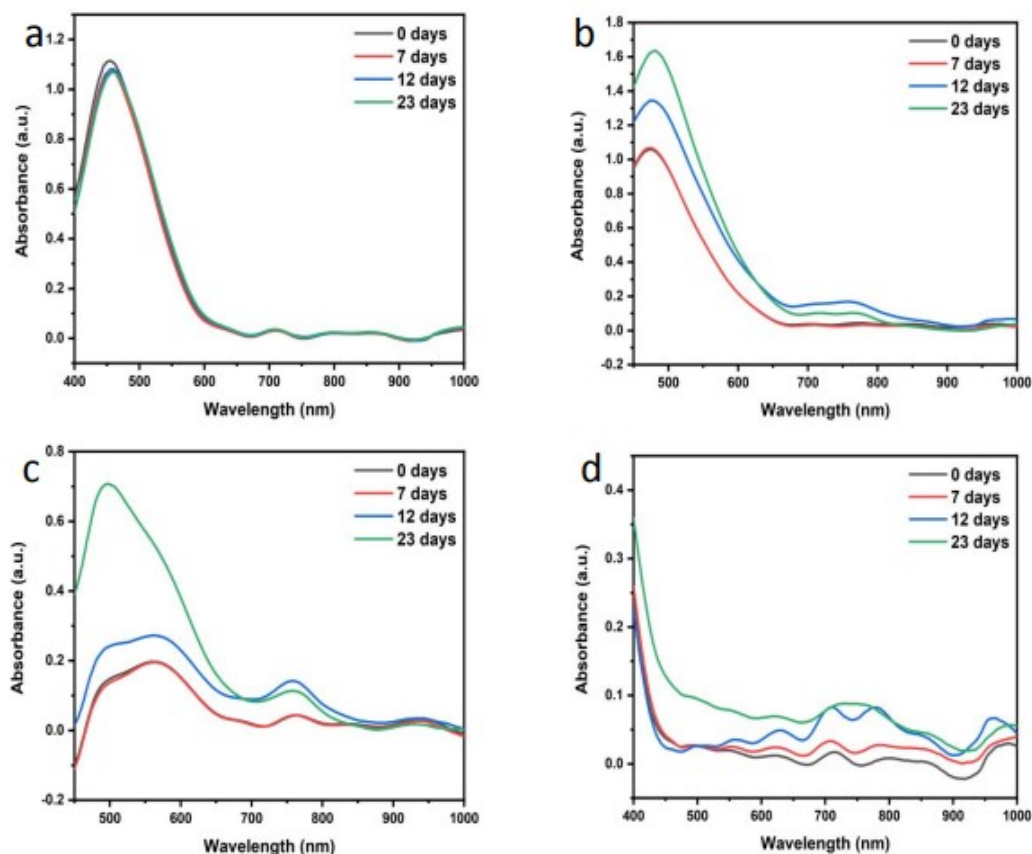 a
0 days
7 days
12 days
23 days
1.2
1.0
0.8
0.6
0.4
0.2
0.0
Absorbance (a.u.)
400 500 600 700 800 900 1000
Wavelength (nm)
b
0 days
7 days
12 days
23 days
1.8
1.6
1.4
1.2
1.0
0.8
0.6
0.4
0.2
0.0
-0.2
Absorbance (a.u.)
500 600 700 800 900 1000
Wavelength (nm)
c
0 days
7 days
12 days
23 days
0.8
0.6
0.4
0.2
0.0
-0.2
Absorbance (a.u.)
500 600 700 800 900 1000
Wavelength (nm)
d
0 days
7 days
12 days
23 days
0.4
0.3
0.2
0.1
0.0
Absorbance (a.u.)
400 500 600 700 800 900 1000
Wavelength (nm)